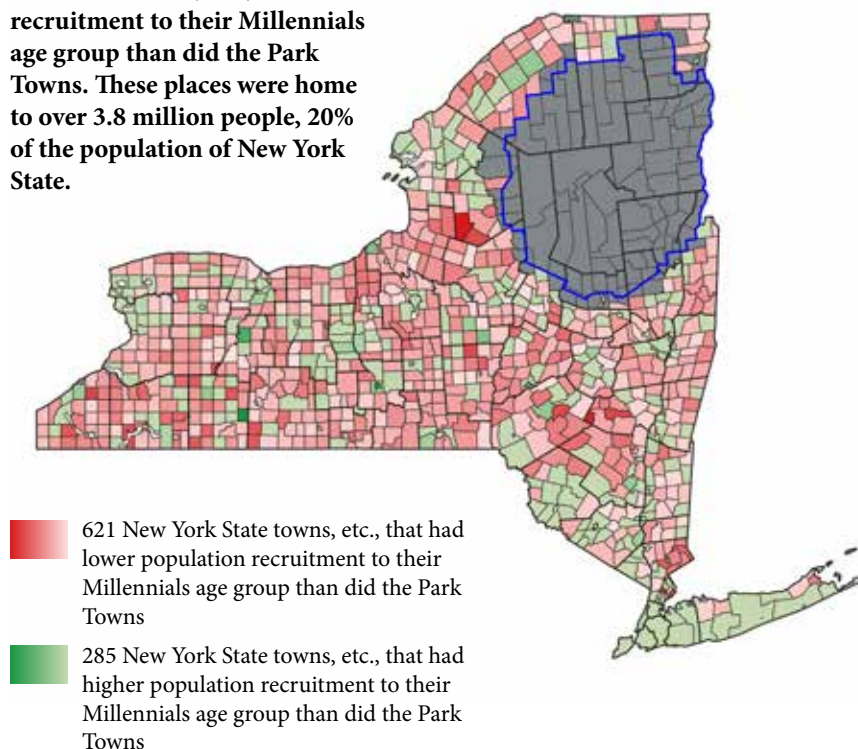 recruitment to their Millennials
age group than did the Park
Towns. These places were home
to over 3.8 million people, 20%
of the population of New York
State.
621 New York State towns, etc., that had
lower population recruitment to their
Millennials age group than did the Park
Towns
285 New York State towns, etc., that had
higher population recruitment to their
Millennials age group than did the Park
Towns